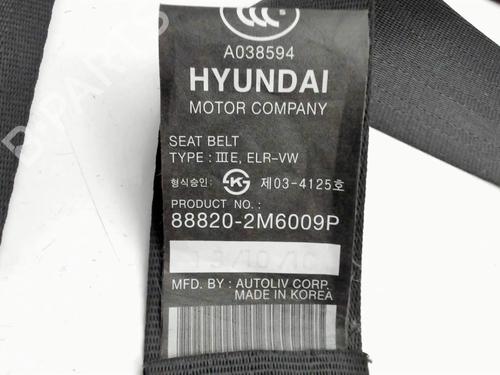 A038594
HYUNDAI
MOTOR COMPANY
SEAT BELT
TYPE : ⅢE, ELR-VW
형식승인: K 제03-4125호
PRODUCT NO. :
88820-2M6009P
MFD. BY : AUTOLIV CORP.
MADE IN KOREA